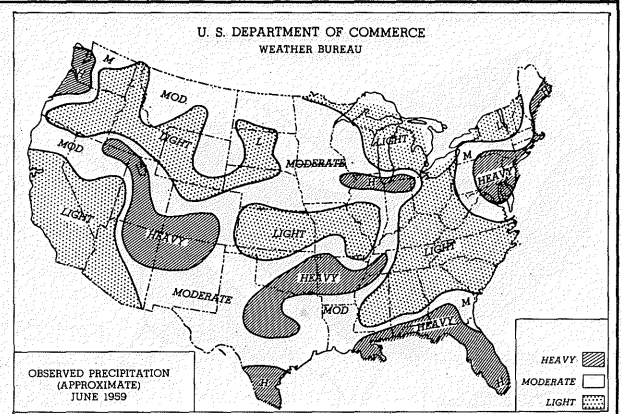 U. S. DEPARTMENT OF COMMERCE
WEATHER BUREAU
M
MOD.
LIGHT
L
MOD
LIGHT
HEAVY
MODERATE
LIGHT
H
M
HEAVY
LIGHT
LIGHT
HEAVY
MODERATE
MOD
M
HEAVY
H
H
OBSERVED PRECIPITATION
(APPROXIMATE)
JUNE 1959
HEAVY
MODERATE
LIGHT